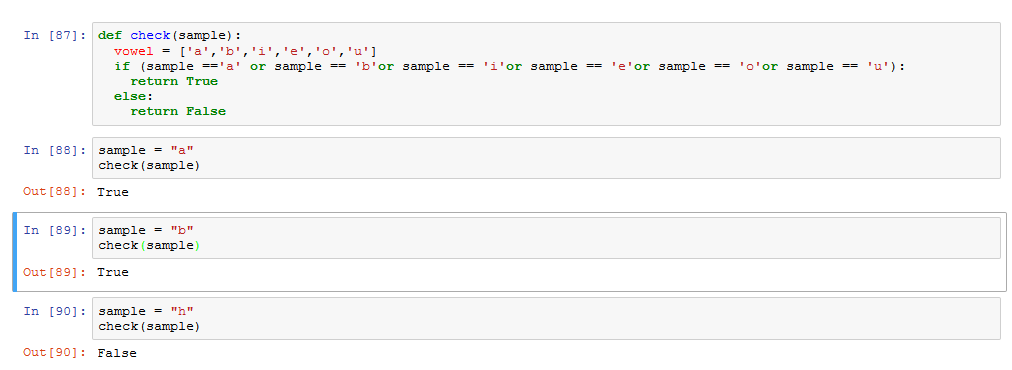 In [87]: def check(sample):
vowel = ['a','b','i','e','o','u']
if (sample =='a' or sample == 'b'or sample == 'i'or sample == 'e'or sample == 'o'or sample == 'u'):
return True
else:
return False
In [88]: sample = "a"
check(sample)
Out[88]: True
In [89]: sample = "b"
check(sample)
Out[89]: True
In [90]: sample = "h"
check(sample)
Out[90]: False